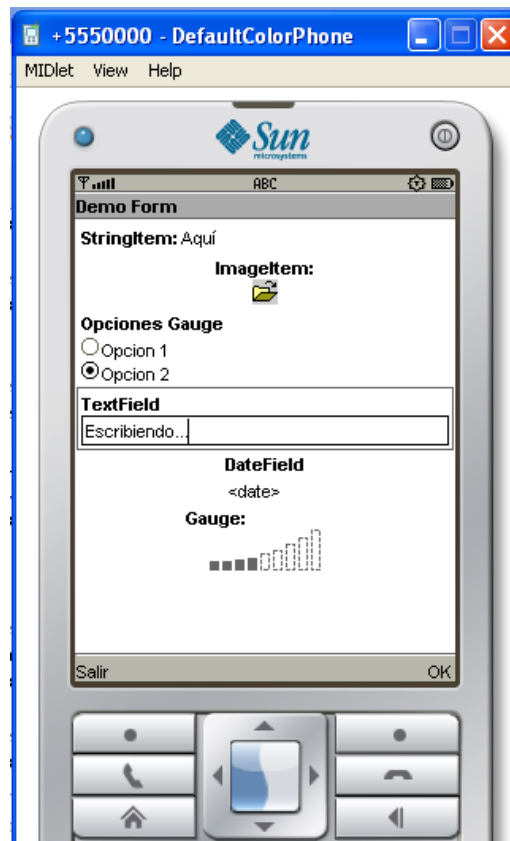 +5550000 - DefaultColorPhone
MIDlet View Help
Sun
microsystems
ABC
Demo Form
StringItem: Aquí
ImageItem:
Opciones Gauge
Opcion 1
Opcion 2
TextField
Escribiendo...
DateField
<date>
Gauge:
Salir OK